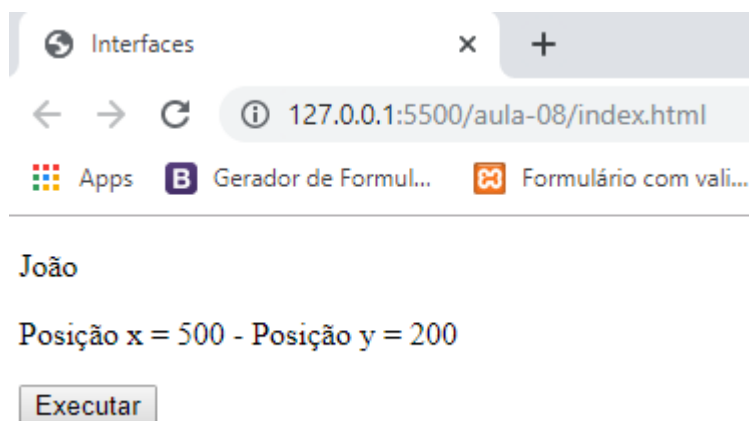 Interfaces
127.0.0.1:5500/aula-08/index.html
Apps B Gerador de Formul... Formulário com vali...
João
Posição x = 500 - Posição y = 200
Executar